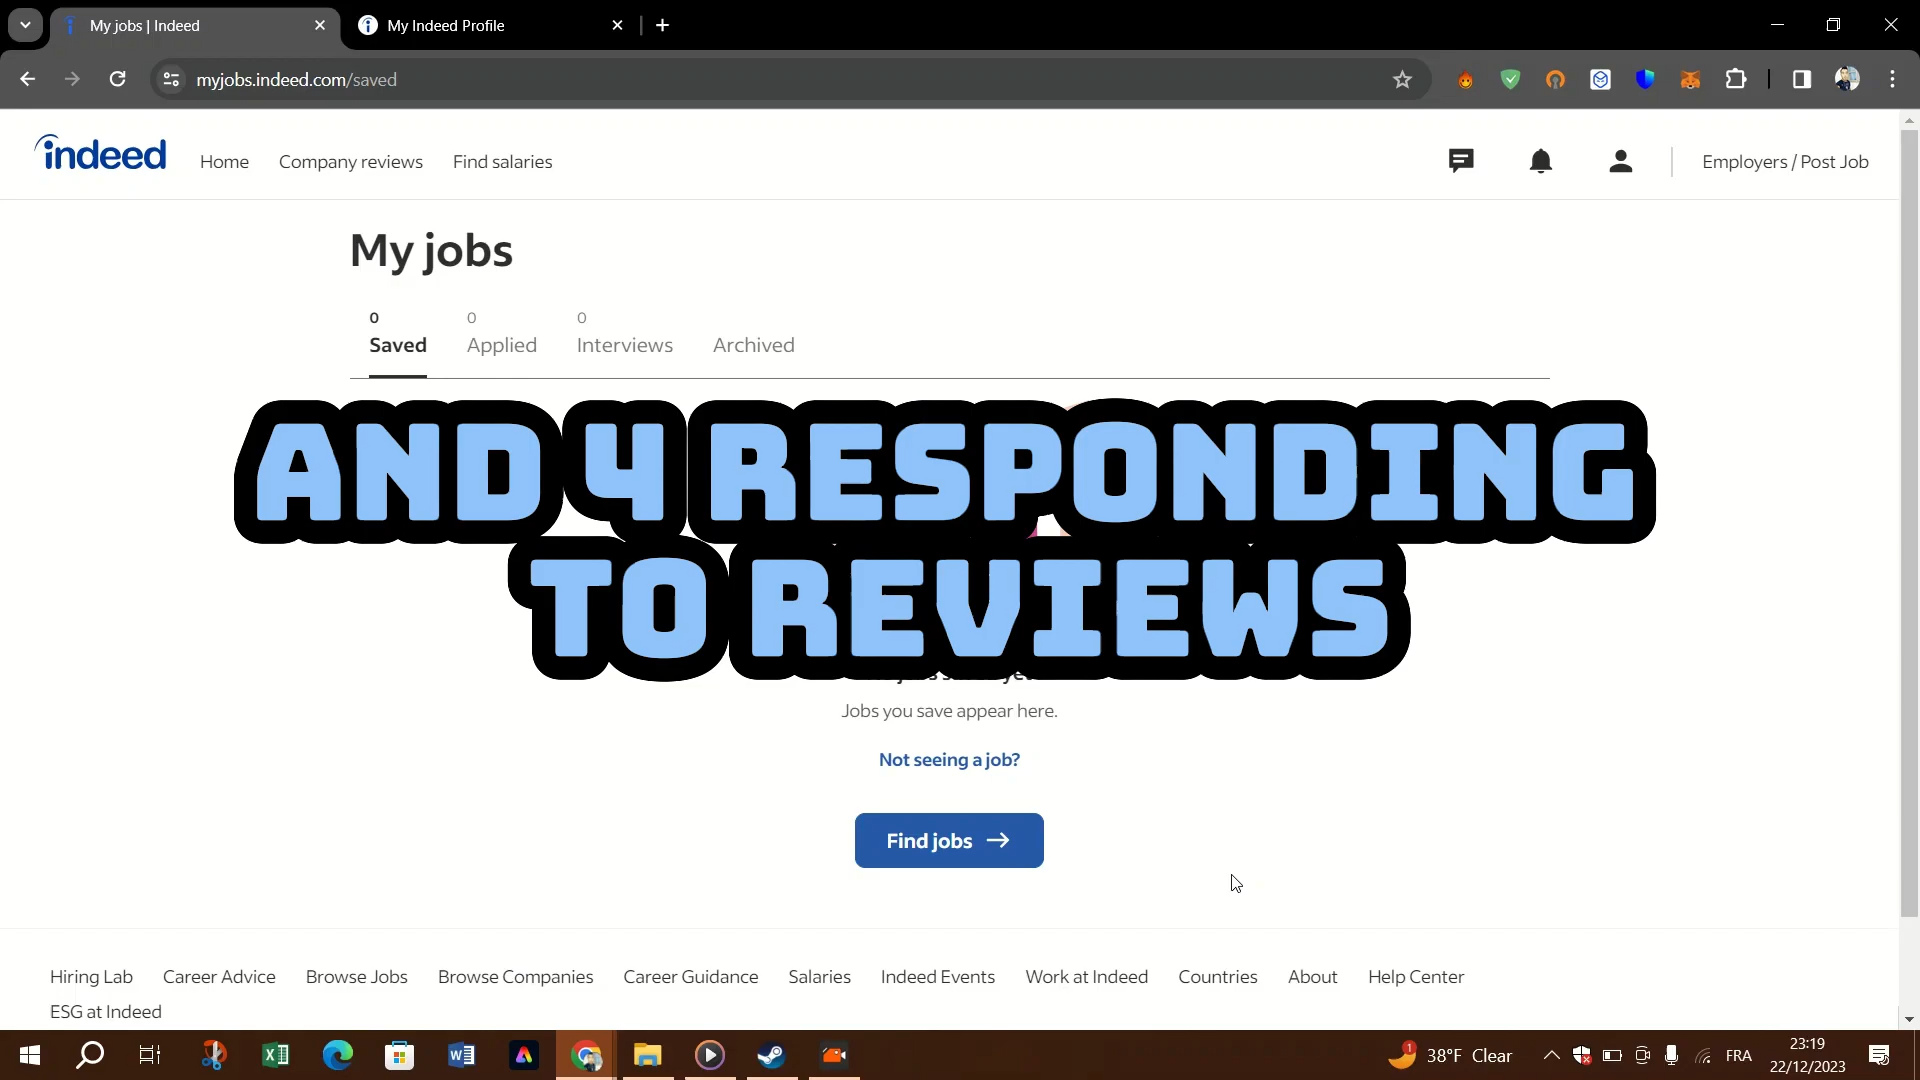 My jobs | Indeed
My Indeed Profile
myjobs.indeed.com/saved
indeed
Home
Company reviews
Find salaries
Employers / Post Job
My jobs
0
0
0
Saved
Applied
Interviews
Archived
AND 4 RESPONDING
TO REVIEWS
Jobs you save appear here.
Not seeing a job?
Find jobs
Hiring Lab
Career Advice
Browse Jobs
Browse Companies
Career Guidance
Salaries
Indeed Events
Work at Indeed
Countries
About
Help Center
ESG at Indeed
1
38°F Clear
FRA
23:19
22/12/2023